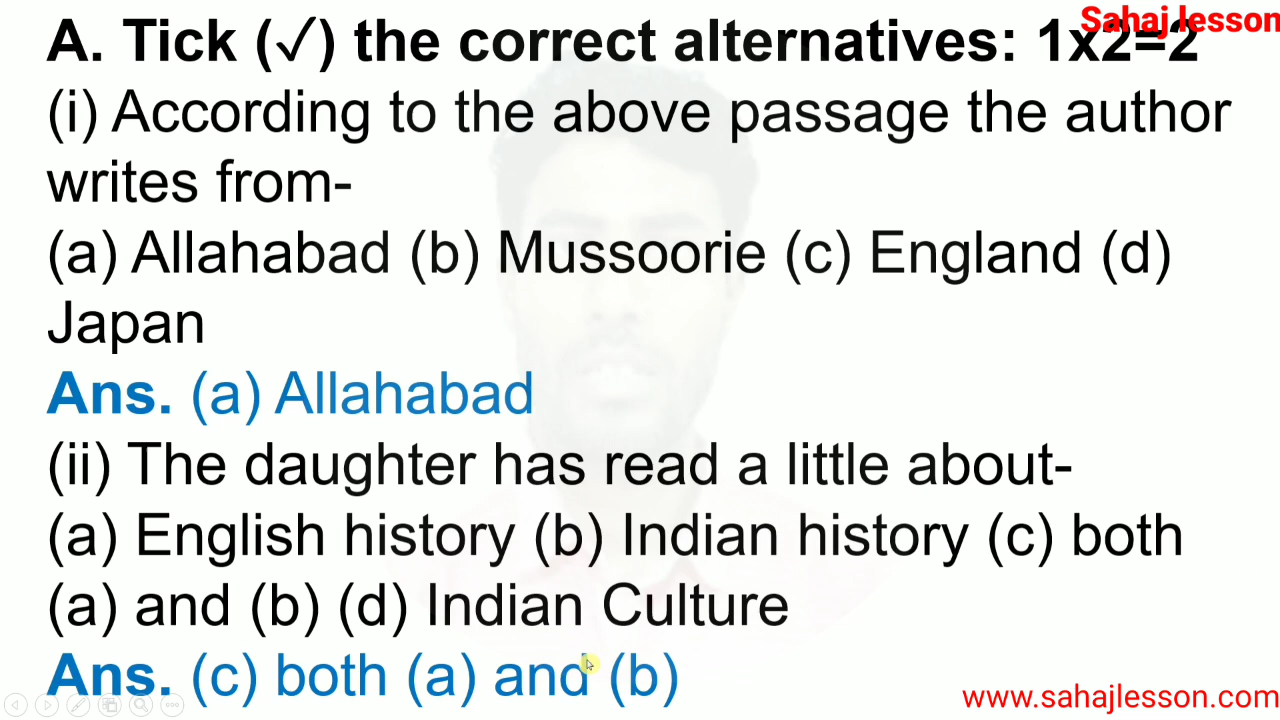 Sahaj lesson
A. Tick (✓) the correct alternatives: 1x2=2
(i) According to the above passage the author
writes from-
(a) Allahabad (b) Mussoorie (c) England (d)
Japan
Ans. (a) Allahabad
(ii) The daughter has read a little about-
(a) English history (b) Indian history (c) both
(a) and (b) (d) Indian Culture
Ans. (c) both (a) and (b)
www.sahajlesson.com